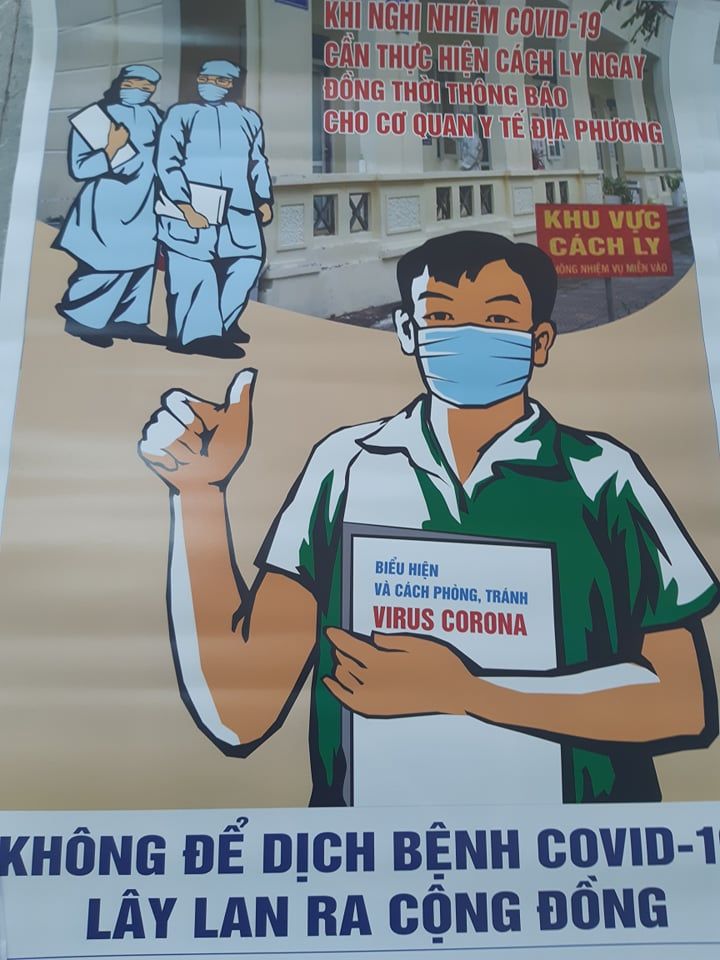 KHI NGHI NHIỄM COVID-19
CẦN THỰC HIỆN CÁCH LY NGAY
ĐỒNG THỜI THÔNG BÁO
CHO CƠ QUAN Y TẾ ĐỊA PHƯƠNG
KHU VỰC
CÁCH LY
KHÔNG NHIỆM VỤ MIỄN VÀO
BIỂU HIỆN
VÀ CÁCH PHÒNG, TRÁNH
VIRUS CORONA
KHÔNG ĐỂ DỊCH BỆNH COVID-19
LÂY LAN RA CỘNG ĐỒNG